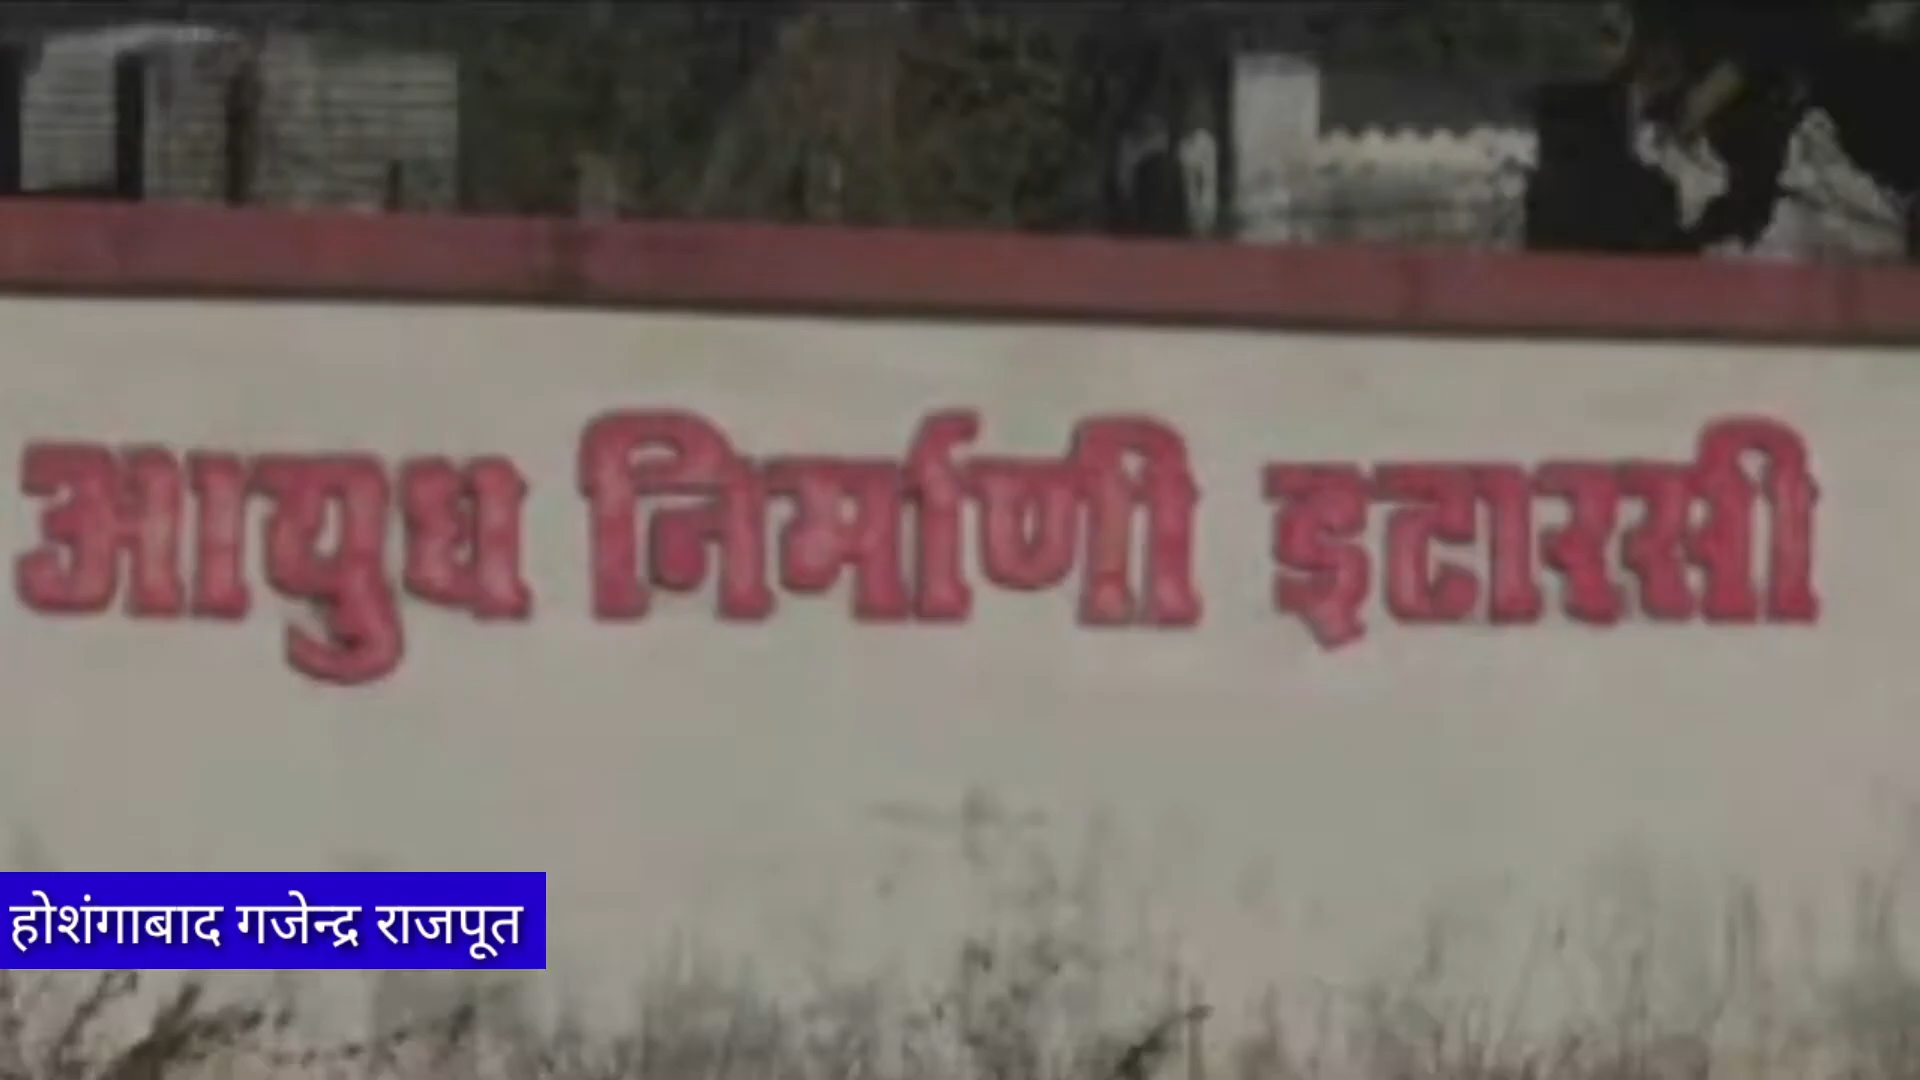 आयुध निर्माणी इटारसी
होशंगाबाद गजेन्द्र राजपूत